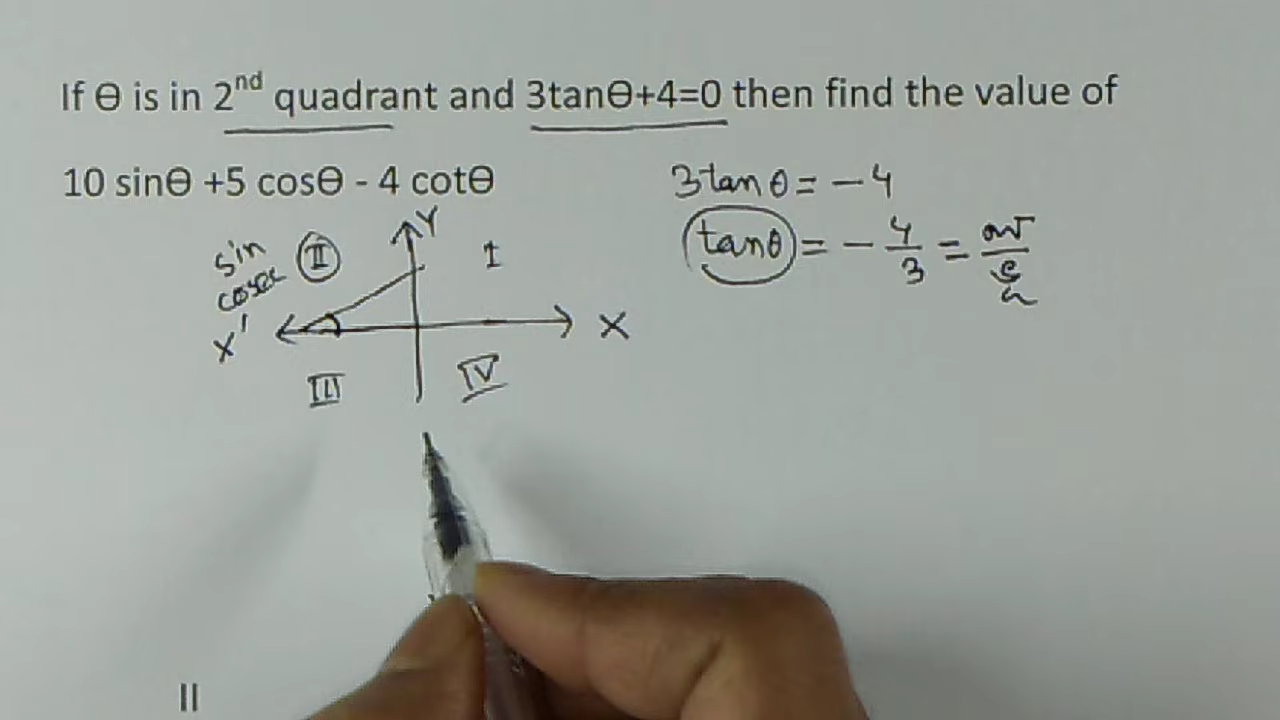 If Θ is in 2nd quadrant and 3tanΘ+4=0 then find the value of
10 sinΘ +5 cosΘ - 4 cotΘ
3tanθ = -4
tanθ = - 4/3 =
Y
sin
cosec
II
I
X'
X
III
IV
II